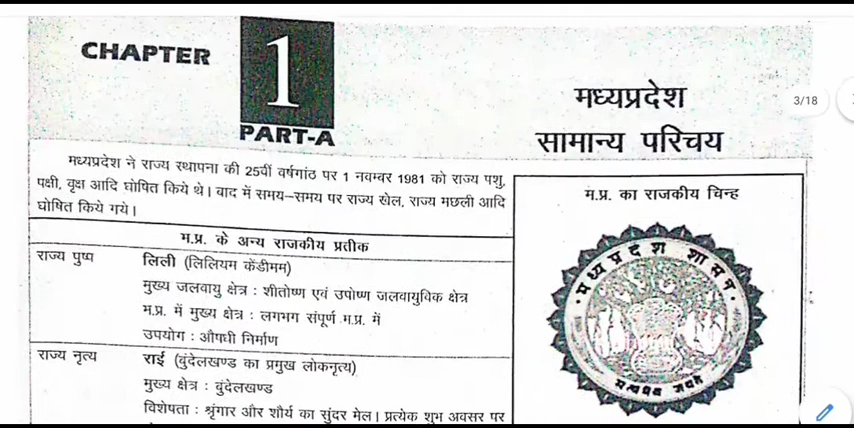 CHAPTER
1
PART-A
मध्यप्रदेश
सामान्य परिचय
3/18
मध्यप्रदेश ने राज्य स्थापना की 25वीं वर्षगांठ पर 1 नवम्बर 1981 को राज्य पशु,
पक्षी, वृक्ष आदि घोषित किये थे। बाद में समय-समय पर राज्य खेल, राज्य मछली आदि
घोषित किये गये।
म.प्र. के अन्य राजकीय प्रतीक
राज्य पुष्प लिली (लिलियम केंडीमम)
मुख्य जलवायु क्षेत्र : शीतोष्ण एवं उपोष्ण जलवायुविक क्षेत्र
म.प्र. में मुख्य क्षेत्र : लगभग संपूर्ण म.प्र. में
उपयोग : औषधी निर्माण
राज्य नृत्य राई (बुंदेलखण्ड का प्रमुख लोकनृत्य)
मुख्य क्षेत्र : बुंदेलखण्ड
विशेषता : श्रृंगार और शौर्य का सुंदर मेल। प्रत्येक शुभ अवसर पर
म.प्र. का राजकीय चिन्ह
मध्यप्रदेश शासन
सत्यमेव जयते